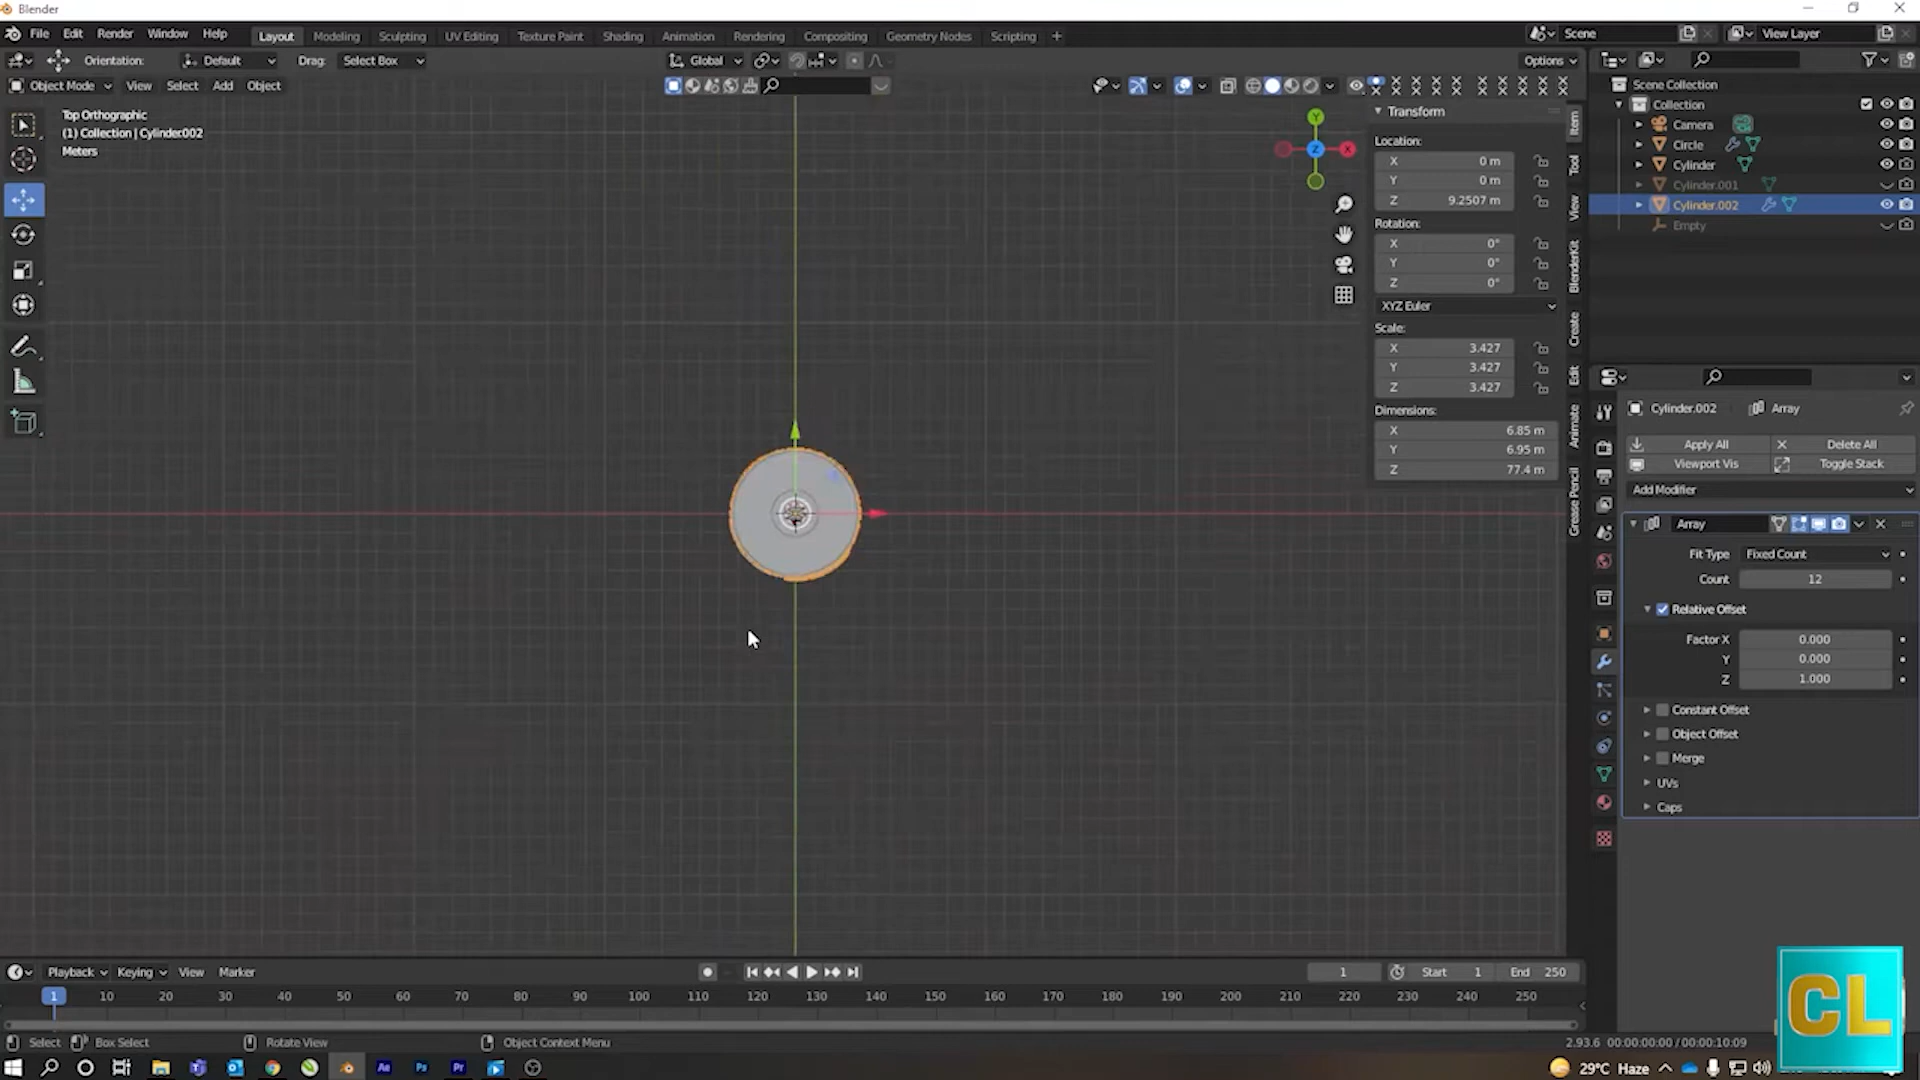 Blender
File Edit Render Window Help Layout Modeling Sculpting UV Editing Texture Paint Shading Animation Rendering Compositing Geometry Nodes Scripting + Scene View Layer
Orientation: Default Drag: Select Box Global Options
Object Mode View Select Add Object
Top Orthographic
(1) Collection | Cylinder002
Meters
Y
Z
X
Transform
Location:
X 0 m
Y 0 m
Z 9.2507 m
Rotation:
X 0°
Y 0°
Z 0°
XYZ Euler
Scale:
X 3.427
Y 3.427
Z 3.427
Dimensions:
X 6.85 m
Y 6.95 m
Z 77.4 m
Item
Tool
View
BlenderKit
Create
Edit
Animate
Grease Pencil
Scene Collection
Collection
Camera
Circle
Cylinder
Cylinder.001
Cylinder.002
Empty
Cylinder.002 Array
Apply All Delete All
Viewport Vis Toggle Stack
Add Modifier
Array
Fit Type Fixed Count
Count 12
Relative Offset
Factor X 0.000
Y 0.000
Z 1.000
Constant Offset
Object Offset
Merge
UVs
Caps
Playback Keying View Marker 1 Start 1 End 250
1 10 20 30 40 50 60 70 80 90 100 110 120 130 140 150 160 170 180 190 200 210 220 230 240 250
Select Box Select Rotate View Object Context Menu 2.93.6 00:00:00:00 / 00:00:10:09
CL
Ae Ps Pr 29°C Haze